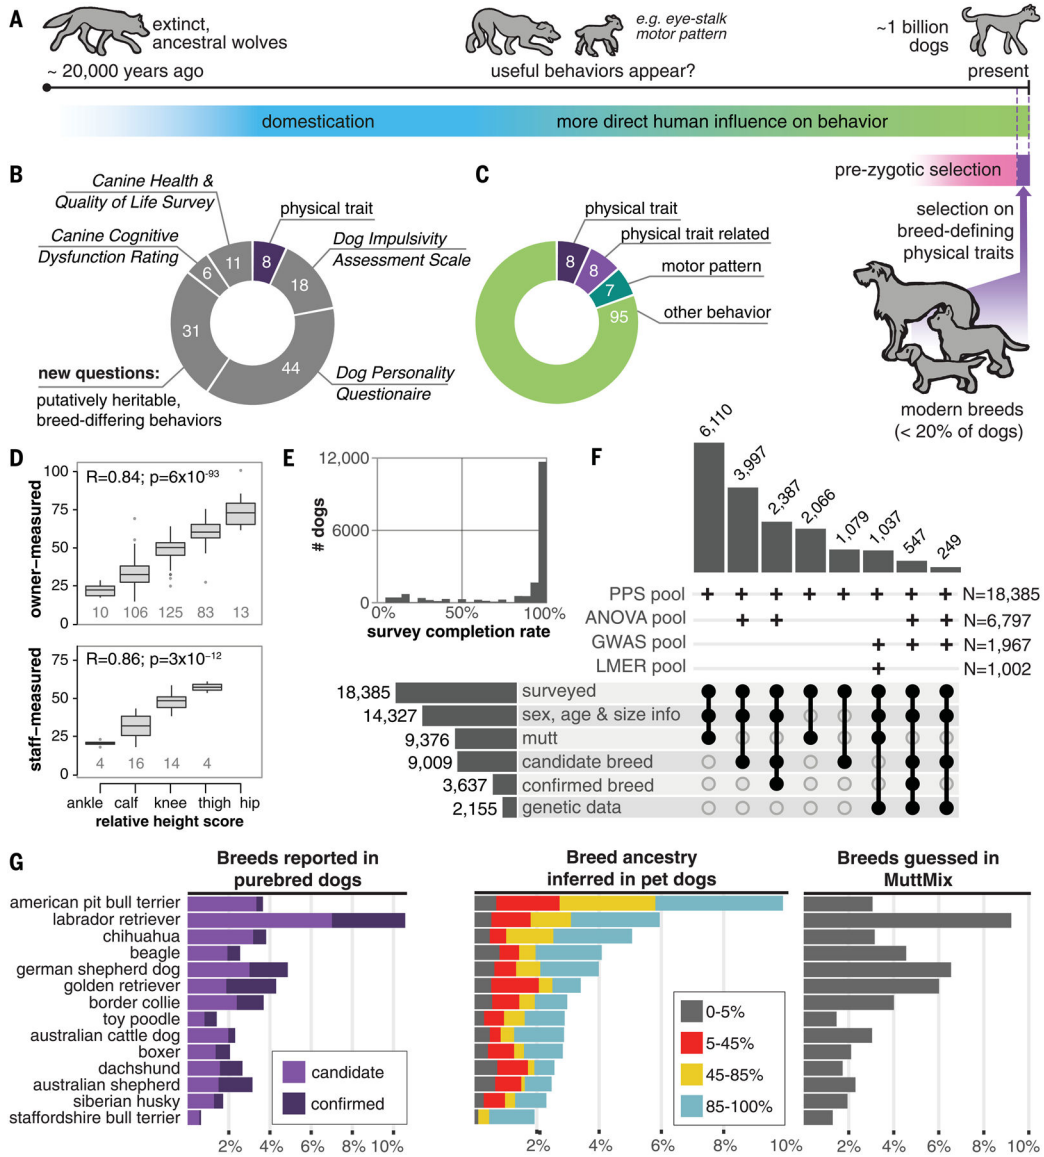 A
extinct,
ancestral wolves
~ 20,000 years ago
e.g. eye-stalk
motor pattern
useful behaviors appear?
~1 billion
dogs
present
domestication
more direct human influence on behavior
pre-zygotic selection
selection on
breed-defining
physical traits
modern breeds
(< 20% of dogs)
B
Canine Health &
Quality of Life Survey
physical trait
Canine Cognitive
Dysfunction Rating
Dog Impulsivity
Assessment Scale
8
11
6
18
31
44
new questions:
putatively heritable,
breed-differing behaviors
Dog Personality
Questionaire
C
physical trait
physical trait related
motor pattern
other behavior
8
8
7
95
D
R=0.84; p=6x10-93
owner-measured
100
75
50
25
0
10 106 125 83 13
R=0.86; p=3x10-12
staff-measured
75
50
25
0
4 16 14 4
ankle calf knee thigh hip
relative height score
E
# dogs
12,000
6000
0
0% 50% 100%
survey completion rate
F
6,110 3,997 2,387 2,066 1,079 1,037 547 249
PPS pool + + + + + + + + N=18,385
ANOVA pool + + + + N=6,797
GWAS pool + + + N=1,967
LMER pool + N=1,002
18,385 surveyed
14,327 sex, age & size info
9,376 mutt
9,009 candidate breed
3,637 confirmed breed
2,155 genetic data
G
Breeds reported in
purebred dogs
Breed ancestry
inferred in pet dogs
Breeds guessed in
MuttMix
american pit bull terrier
labrador retriever
chihuahua
beagle
german shepherd dog
golden retriever
border collie
toy poodle
australian cattle dog
boxer
dachshund
australian shepherd
siberian husky
staffordshire bull terrier
candidate
confirmed
0-5%
5-45%
45-85%
85-100%
2% 4% 6% 8% 10%
2% 4% 6% 8% 10%
2% 4% 6% 8% 10%